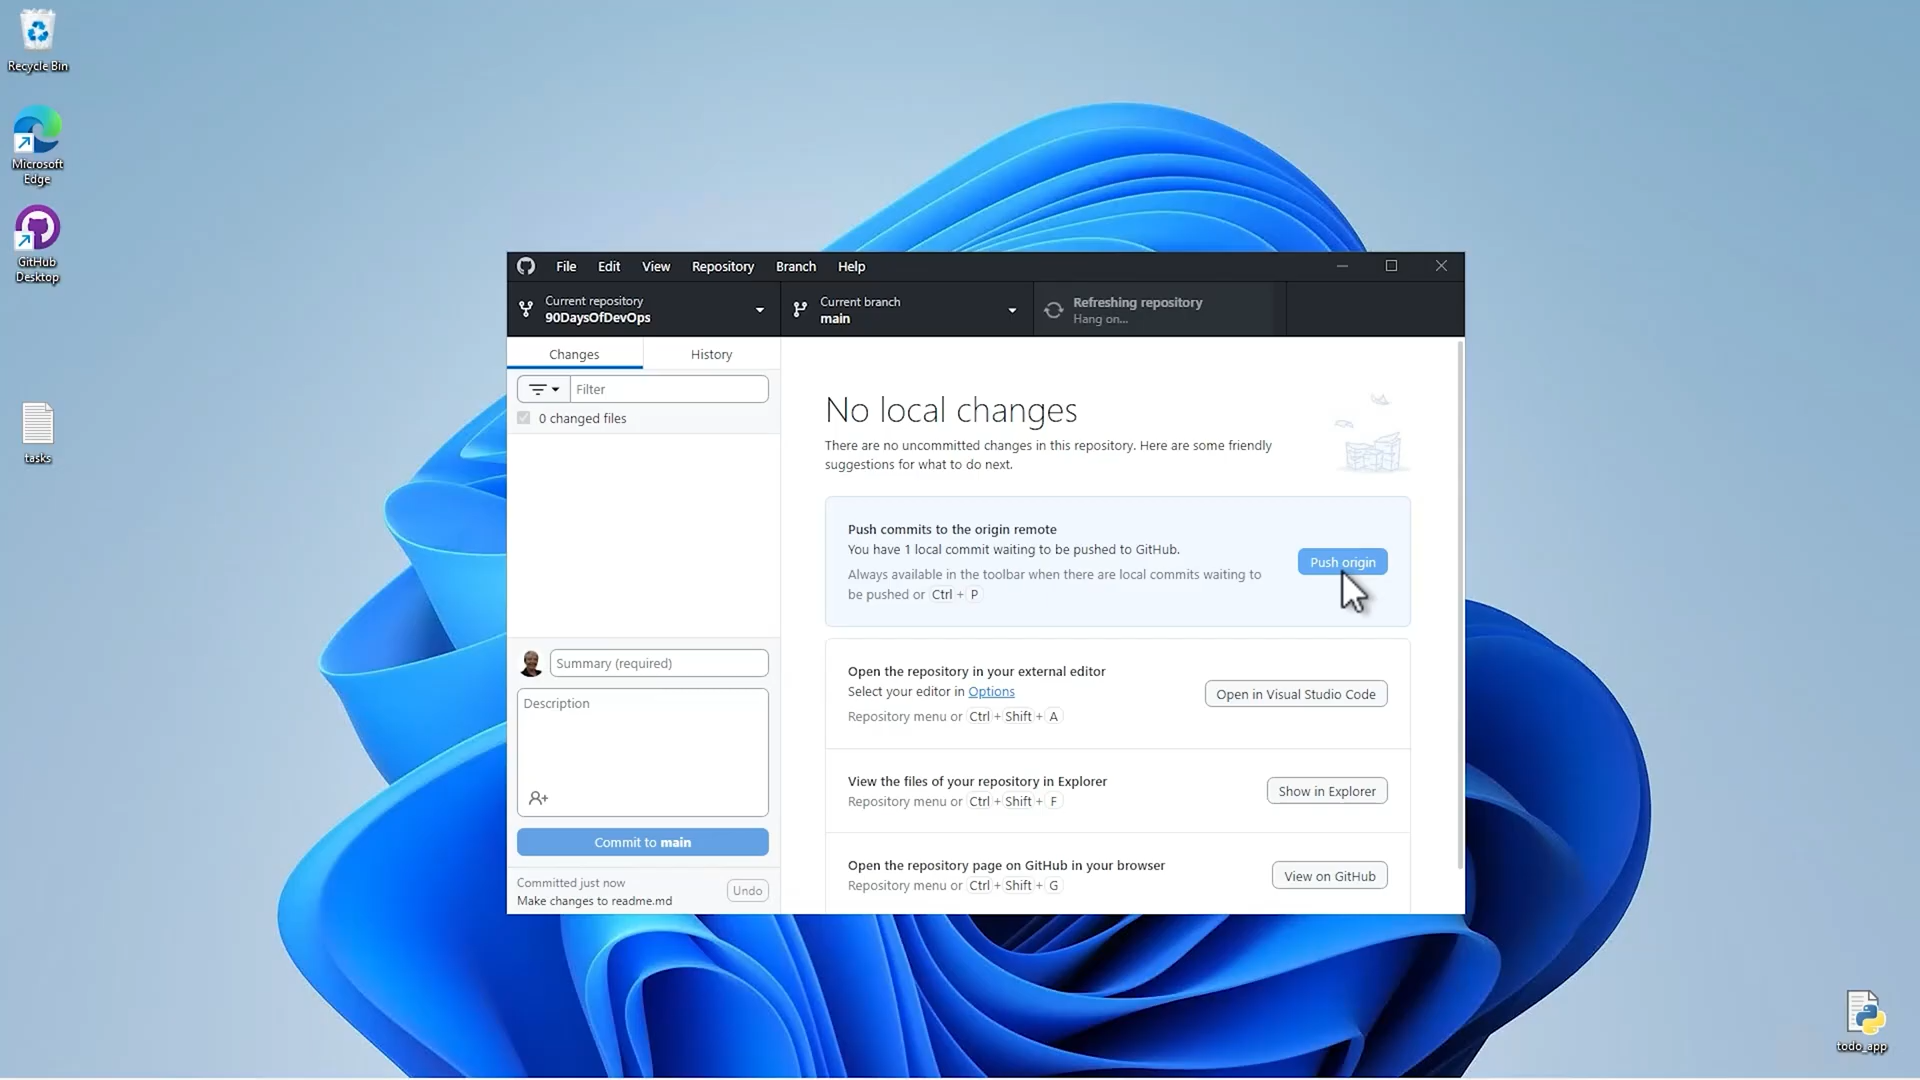 Recycle Bin
Microsoft
Edge
GitHub
Desktop
tasks
File Edit View Repository Branch Help
Current repository
90DaysOfDevOps
Current branch
main
Refreshing repository
Hang on...
Changes History
Filter
0 changed files
Summary (required)
Description
Commit to main
Committed just now
Make changes to readme.md
Undo
No local changes
There are no uncommitted changes in this repository. Here are some friendly
suggestions for what to do next.
Push commits to the origin remote
You have 1 local commit waiting to be pushed to GitHub.
Always available in the toolbar when there are local commits waiting to
be pushed or Ctrl + P
Push origin
Open the repository in your external editor
Select your editor in Options
Repository menu or Ctrl + Shift + A
Open in Visual Studio Code
View the files of your repository in Explorer
Repository menu or Ctrl + Shift + F
Show in Explorer
Open the repository page on GitHub in your browser
Repository menu or Ctrl + Shift + G
View on GitHub
todo_app